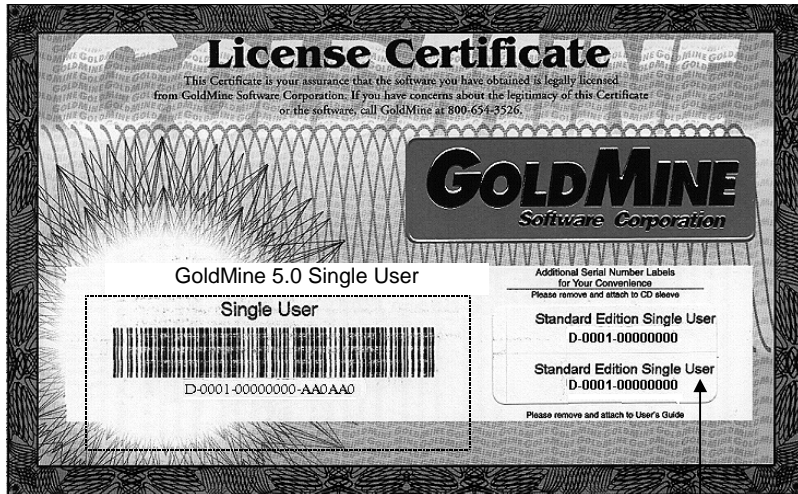 License Certificate
This Certificate is your assurance that the software you have obtained is legally licensed
from GoldMine Software Corporation. If you have concerns about the legitimacy of this Certificate
or the software, call GoldMine at 800-654-3526.
GOLDMINE
Software Corporation
GoldMine 5.0 Single User
Single User
D-0001-00000000-AA0AA0
Additional Serial Number Labels
for Your Convenience
Please remove and attach to CD sleeve
Standard Edition Single User
D-0001-00000000
Standard Edition Single User
D-0001-00000000
Please remove and attach to User's Guide